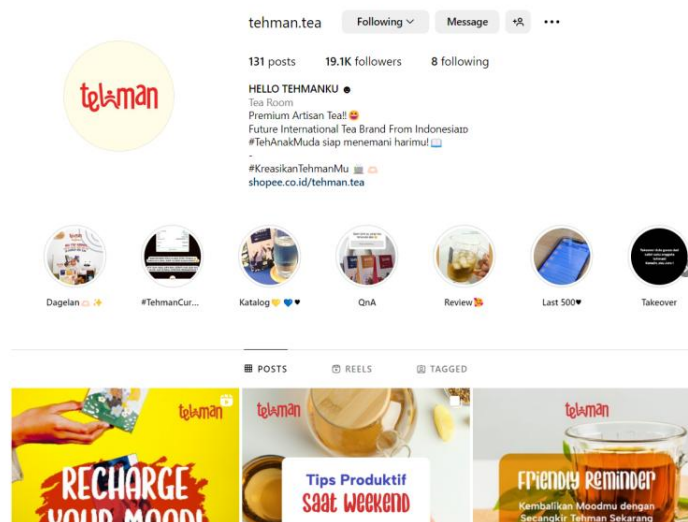 tehman.tea Following Message
131 posts 19.1K followers 8 following
tehman
HELLO TEHMANKU ☻
Tea Room
Premium Artisan Tea!! 🤩
Future International Tea Brand From Indonesia
#TehAnakMuda siap menemani harimu! 📖
-
#KreasikanTehmanMu
shopee.co.id/tehman.tea
Dagelan #TehmanCur... Katalog 💛 💙 ♥ QnA Review Last 500♥ Takeover
POSTS REELS TAGGED
tehman
RECHARGE
YOUR MOOD!
tehman
Tips Produktif
Saat Weekend
tehman
Friendly Reminder
Kembalikan Moodmu dengan
Secangkir Tehman Sekarang